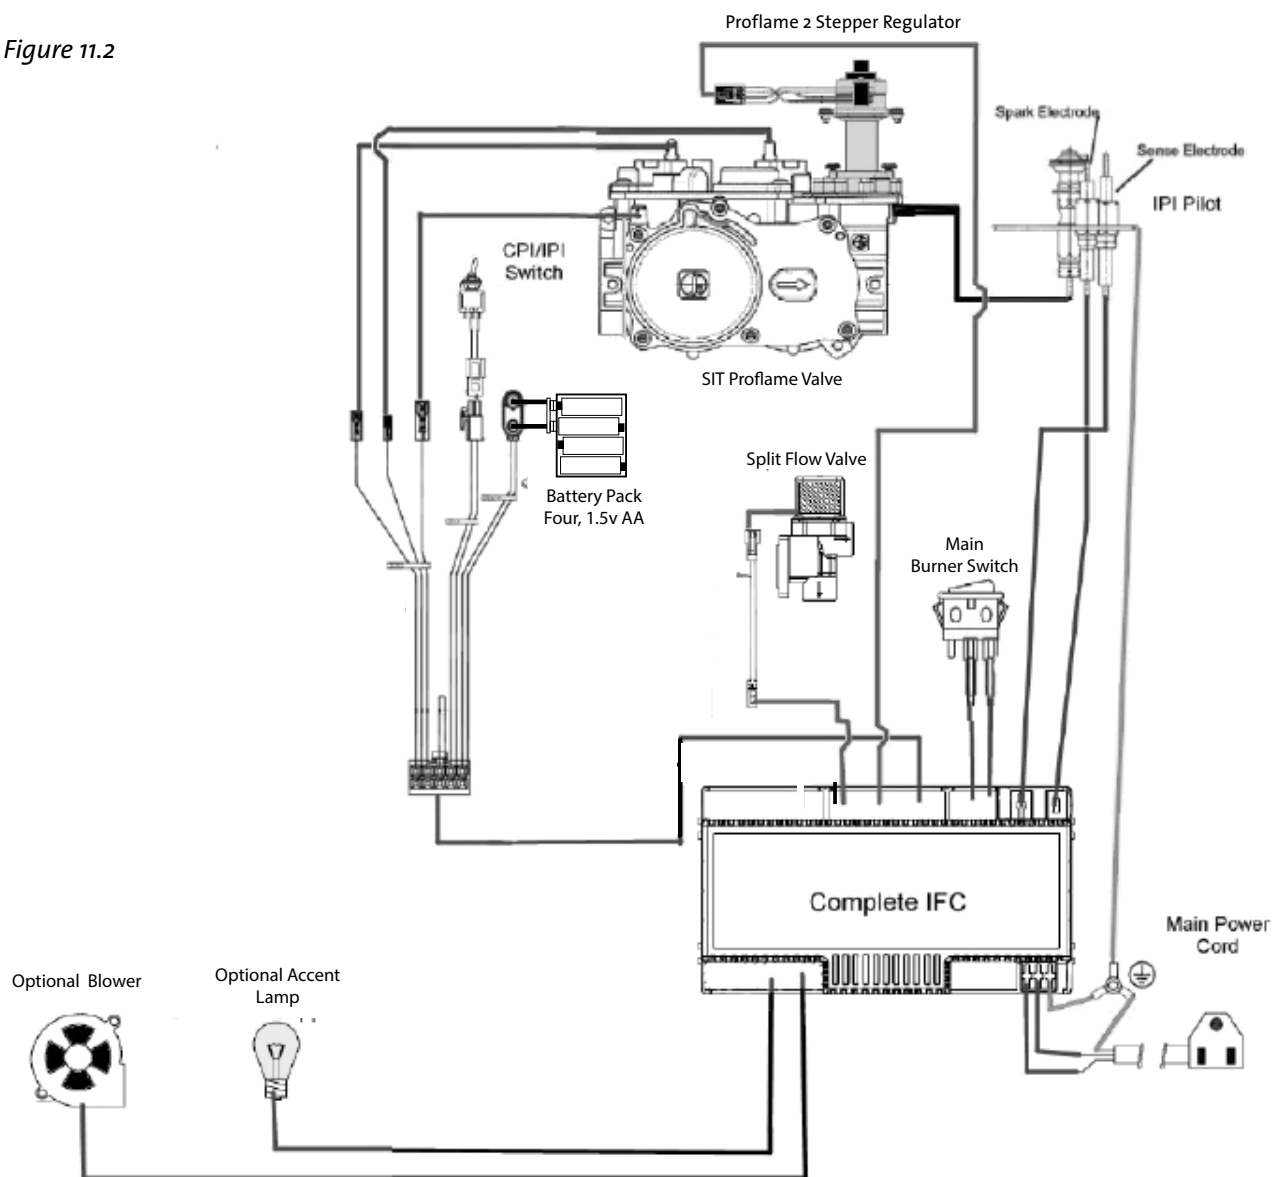 Proflame 2 Stepper Regulator
Figure 11.2
Spark Electrode
Sense Electrode
IPI Pilot
CPI/IPI
Switch
SIT Proflame Valve
Split Flow Valve
Battery Pack
Four, 1.5v AA
Main
Burner Switch
Complete IFC
Main Power
Cord
Optional Blower
Optional Accent
Lamp